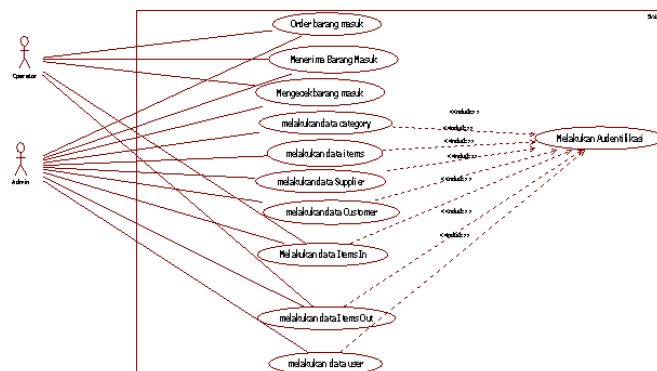 Order barang masuk
Operator
Menerima Barang Masuk
Mengecek barang masuk
melakukan data category
Admin
melakukan data items
melakukan data Supplier
melakukan data Customer
Melakukan data Items In
melakukan data Items Out
melakukan data user
<<include>>
<<include>>
<<include>>
<<include>>
<<include>>
<<include>>
<<include>>
Melakukan Autentifikasi